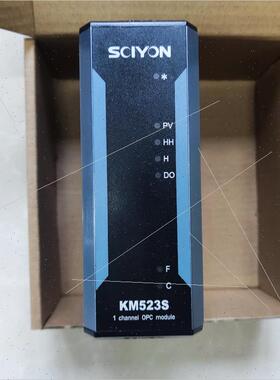 SCIYON
*
PV
HH
H
DO
F
C
KM523S
1 channel OPC module